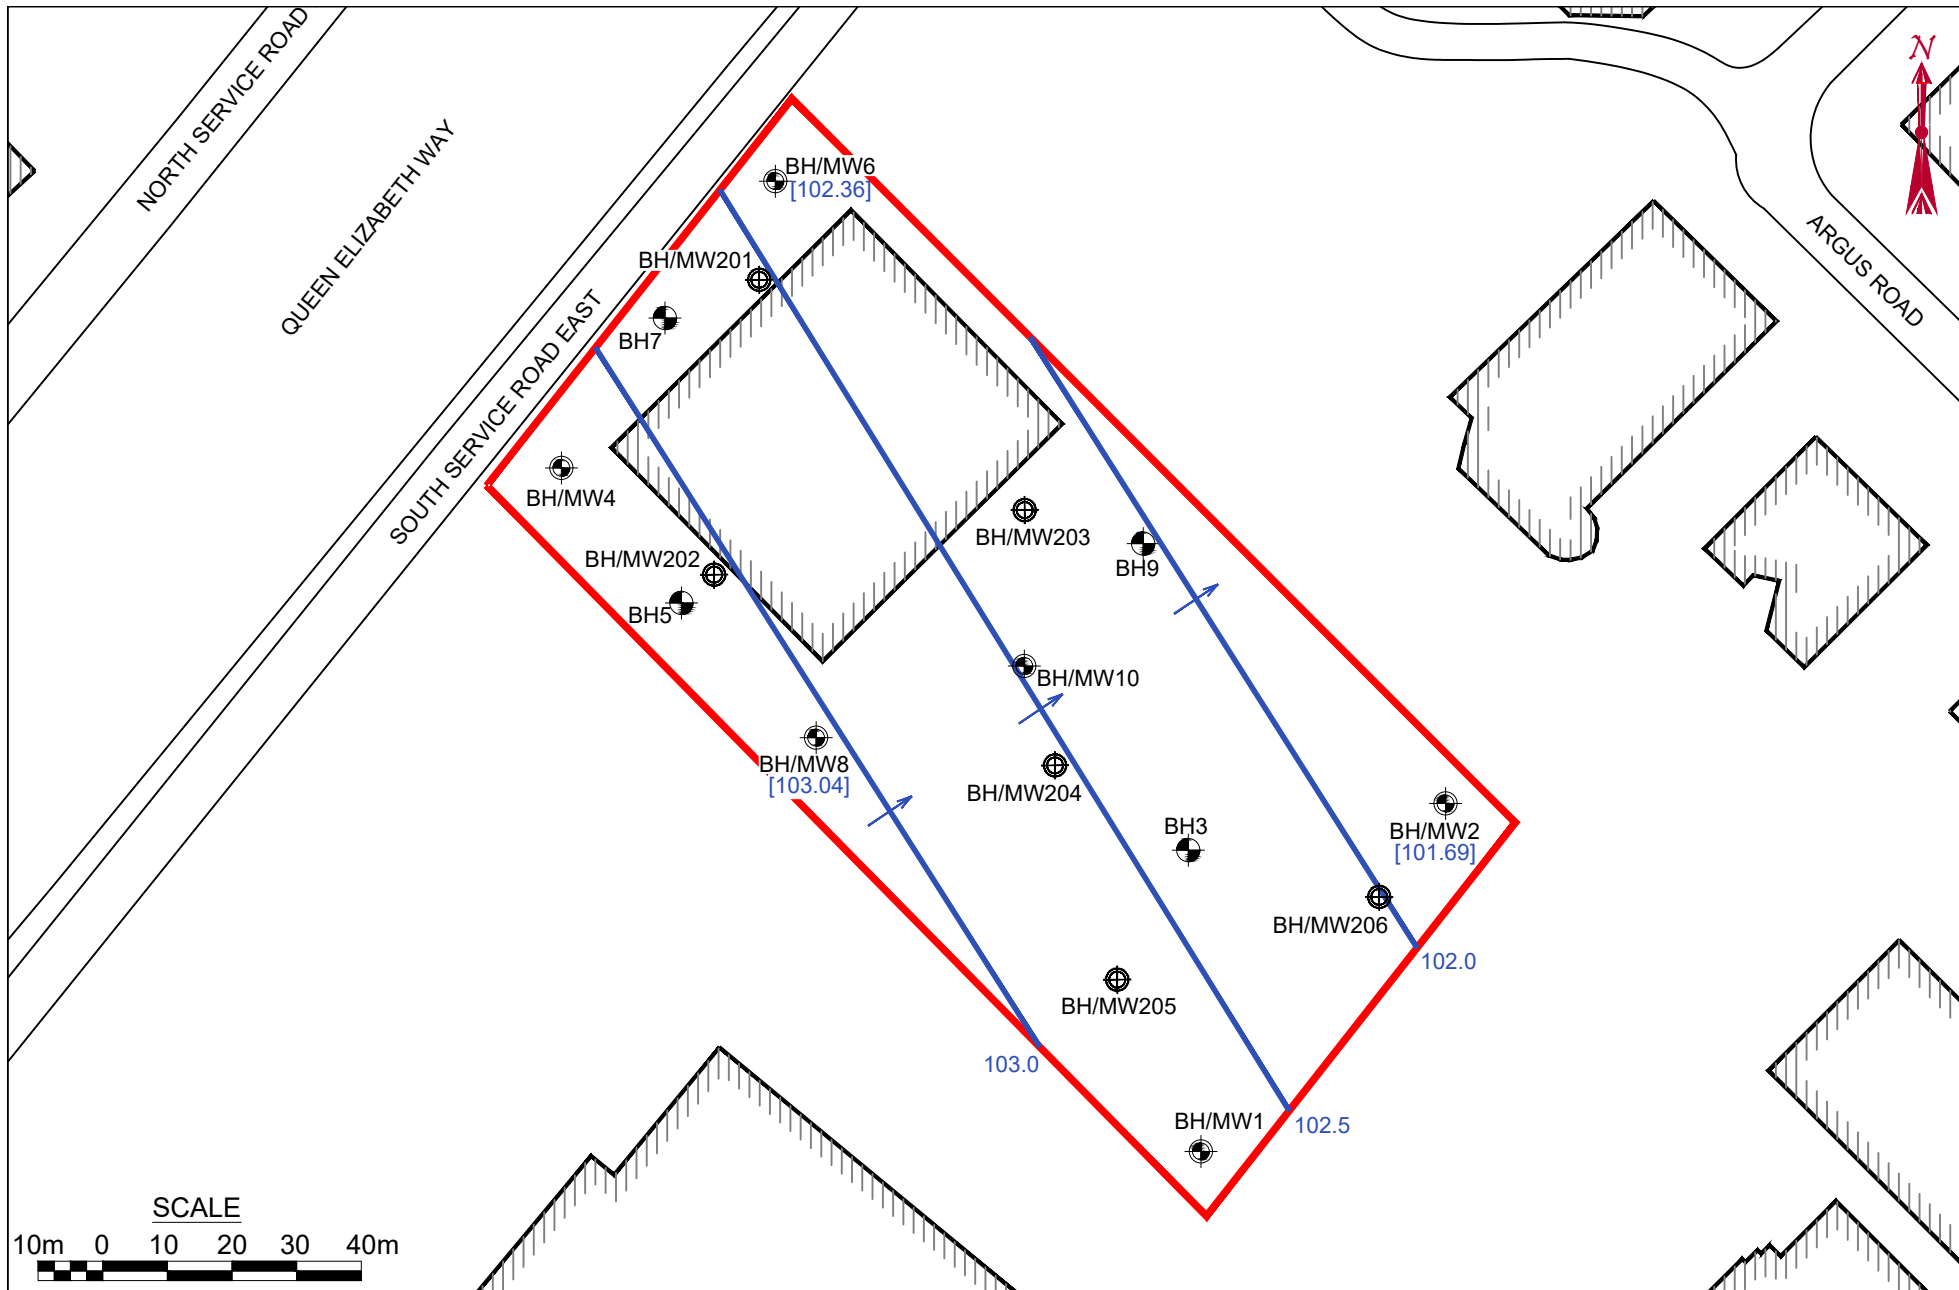 NORTH SERVICE ROAD
QUEEN ELIZABETH WAY
SOUTH SERVICE ROAD EAST
ARGUS ROAD
N
BH/MW6
[102.36]
BH/MW201
BH7
BH/MW4
BH/MW203
BH/MW202
BH9
BH5
BH/MW10
BH/MW8
[103.04]
BH/MW204
BH3
BH/MW2
[101.69]
BH/MW206
102.0
BH/MW205
103.0
BH/MW1
102.5
SCALE
10m 0 10 20 30 40m